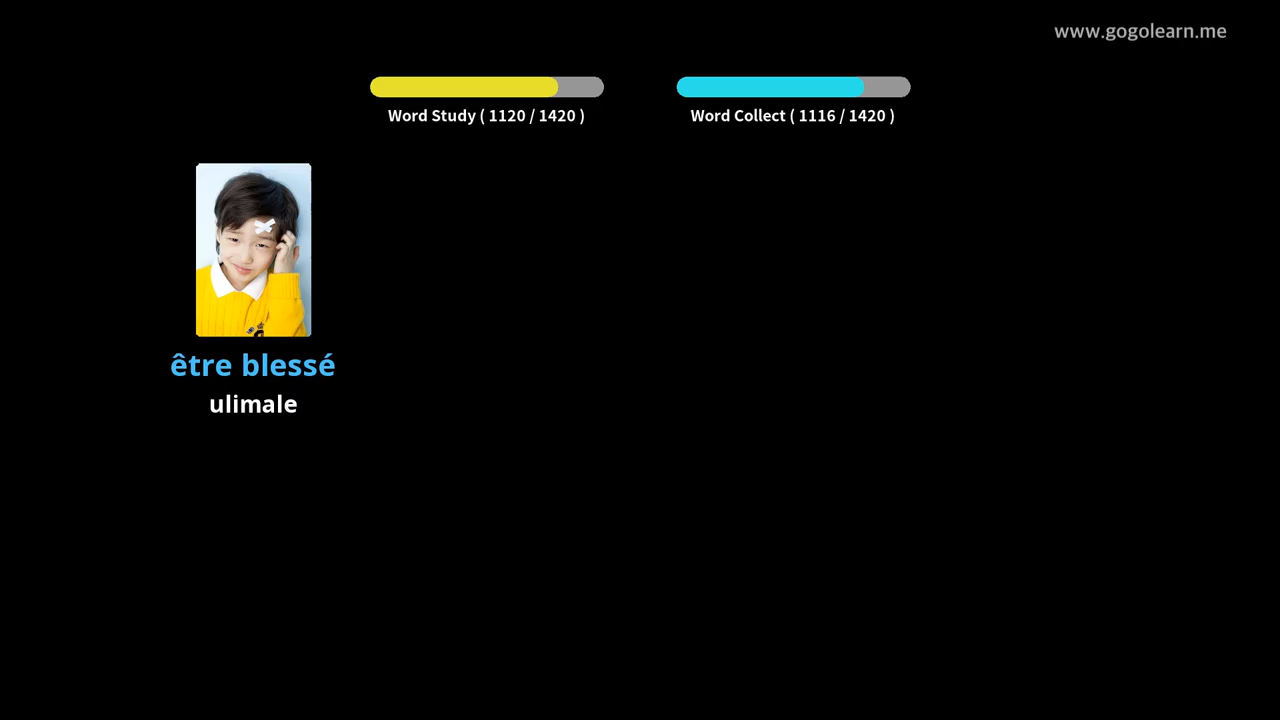 www.gogolearn.me
Word Study ( 1120 / 1420 )
Word Collect ( 1116 / 1420 )
être blessé
ulimale